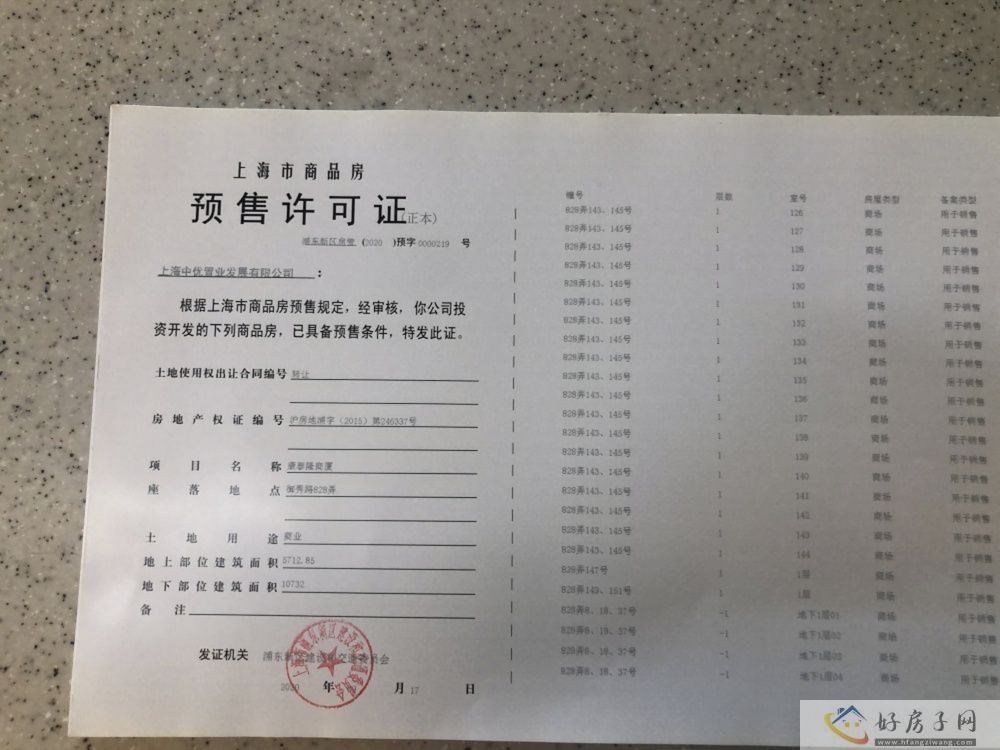 上海市商品房
预售许可证(正本)
浦东新区房管 (2020 )预字 0000219 号
上海中优置业发展有限公司 :
根据上海市商品房预售规定，经审核，你公司投
资开发的下列商品房，已具备预售条件，特发此证。
土地使用权出让合同编号 转让
房地产权证编号 沪房地浦字（2015）第246337号
项目名称 泰隆商厦
座落地点 御秀路828弄
土地用途 商业
地上部位建筑面积 5712.85
地下部位建筑面积 10732
备注
发证机关 浦东新区建设和交通委员会
2020 年 月 17 日
幢号 层数 室号 房屋类型 备案类型
828弄143、145号 1 126 商场 用于销售
828弄143、145号 1 127 商场 用于销售
828弄143、145号 1 128 商场 用于销售
828弄143、145号 1 129 商场 用于销售
828弄143、145号 1 130 商场 用于销售
828弄143、145号 1 131 商场 用于销售
828弄143、145号 1 132 商场 用于销售
828弄143、145号 1 133 商场 用于销售
828弄143、145号 1 134 商场 用于销售
828弄143、145号 1 135 商场 用于销售
828弄143、145号 1 136 商场 用于销售
828弄143、145号 1 137 商场 用于销售
828弄143、145号 1 138 商场 用于销售
828弄143、145号 1 139 商场 用于销售
828弄143、145号 1 140 商场 用于销售
828弄143、145号 1 141 商场 用于销售
828弄143、145号 1 142 商场 用于销售
828弄143、145号 1 143 商场 用于销售
828弄143、145号 1 144 商场 用于销售
828弄147号 1 1层 商场 用于销售
828弄149、151号 1 1层 商场 用于销售
828弄8、18、37号 -1 地下1层01 商场 用于销售
828弄8、18、37号 -1 地下1层02 商场 用于销售
828弄8、18、37号 -1 地下1层03 商场 用于销售
828弄8、18、37号 -1 地下1层04 商场 用于销售
好房子网
www.hfangziwang.com